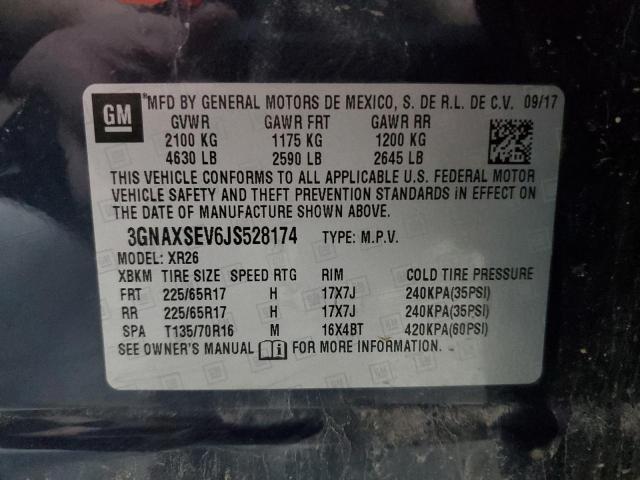 GM
®MFD BY GENERAL MOTORS DE MEXICO, S. DE R.L. DE C.V. 09/17
GVWR GAWR FRT GAWR RR
2100 KG 1175 KG 1200 KG
4630 LB 2590 LB 2645 LB
THIS VEHICLE CONFORMS TO ALL APPLICABLE U.S. FEDERAL MOTOR
VEHICLE SAFETY AND THEFT PREVENTION STANDARDS IN EFFECT ON
THE DATE OF MANUFACTURE SHOWN ABOVE.
3GNAXSEV6JS528174 TYPE: M.P.V.
MODEL: XR26
XBKM TIRE SIZE SPEED RTG RIM COLD TIRE PRESSURE
FRT 225/65R17 H 17X7J 240KPA(35PSI)
RR 225/65R17 H 17X7J 240KPA(35PSI)
SPA T135/70R16 M 16X4BT 420KPA(60PSI)
SEE OWNER'S MANUAL FOR MORE INFORMATION.